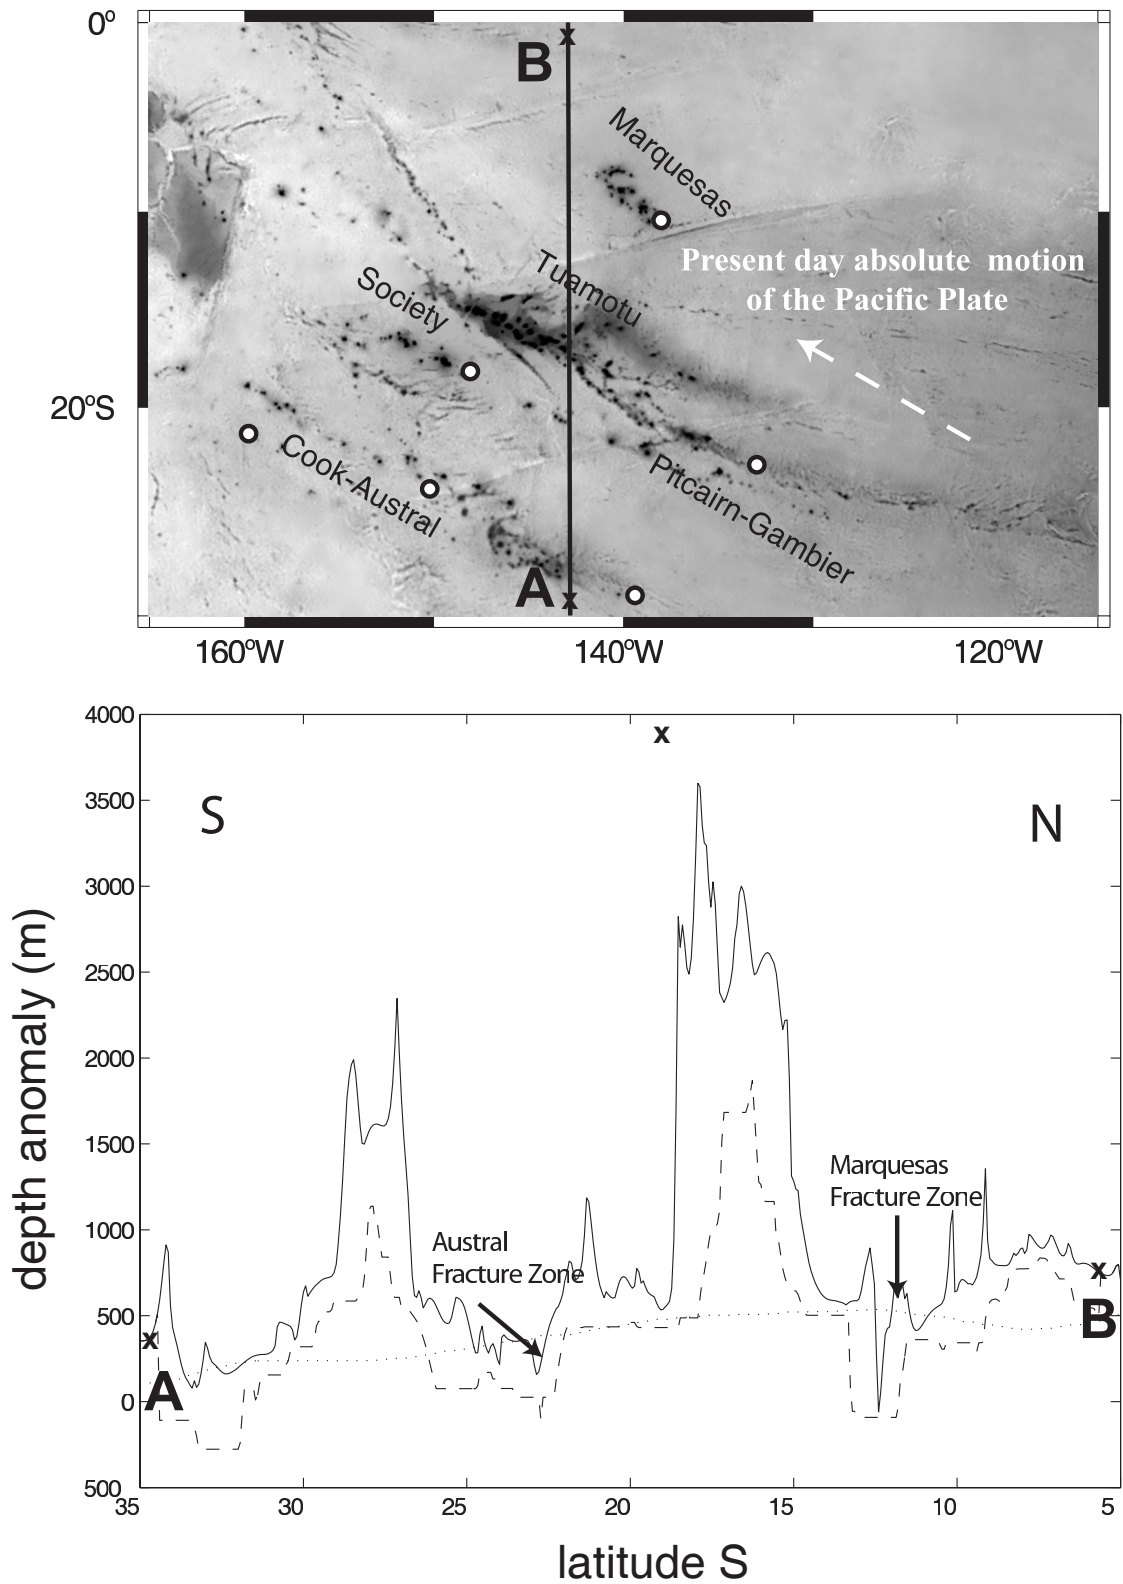 0º
B x
Marquesas
Society
Tuamotu
Present day absolute motion
of the Pacific Plate
20ºS
Cook-Austral
Pitcairn-Gambier
A x
160ºW 140ºW 120ºW
4000
x
3500
S N
3000
2500
2000
1500
Marquesas
Fracture Zone
1000
Austral
Fracture Zone
x
500
x
B
A
0
500
35 30 25 20 15 10 5
depth anomaly (m)
latitude S